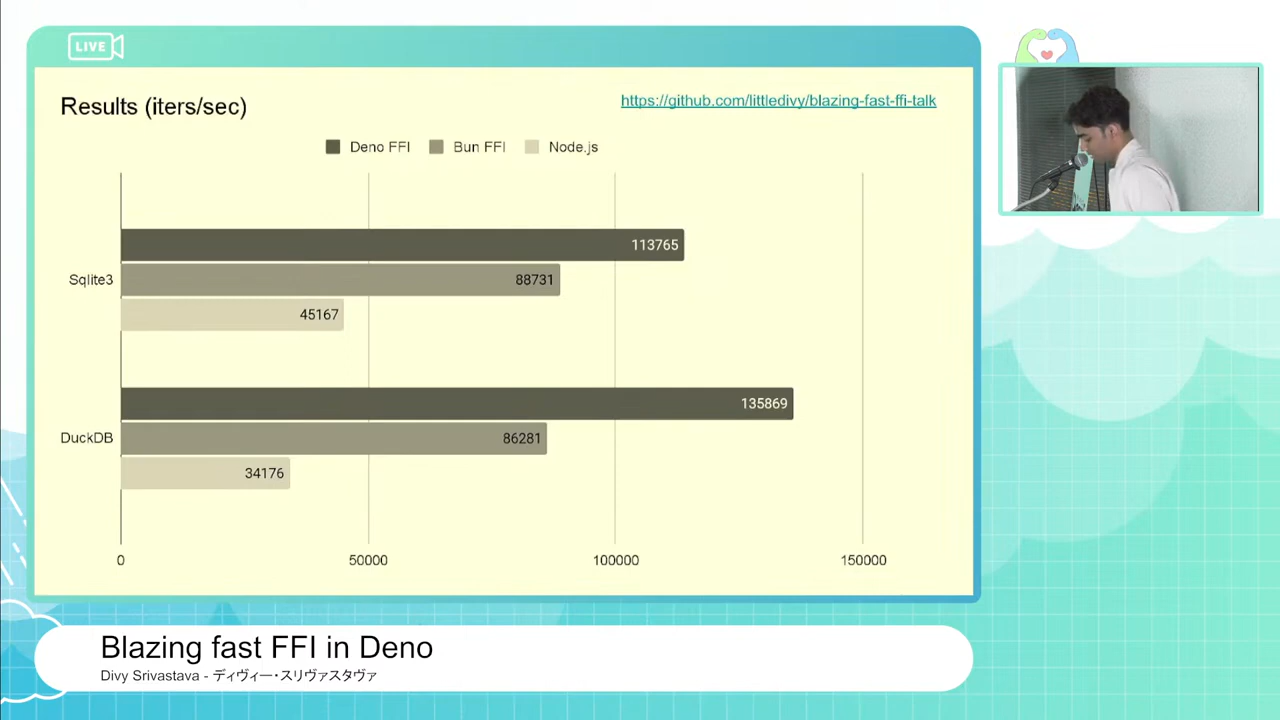 LIVE
Results (iters/sec)
https://github.com/littledivy/blazing-fast-ffi-talk
Deno FFI
Bun FFI
Node.js
Sqlite3
113765
88731
45167
DuckDB
135869
86281
34176
0
50000
100000
150000
Blazing fast FFI in Deno
Divy Srivastava - ディヴィー・スリヴァスタヴァ